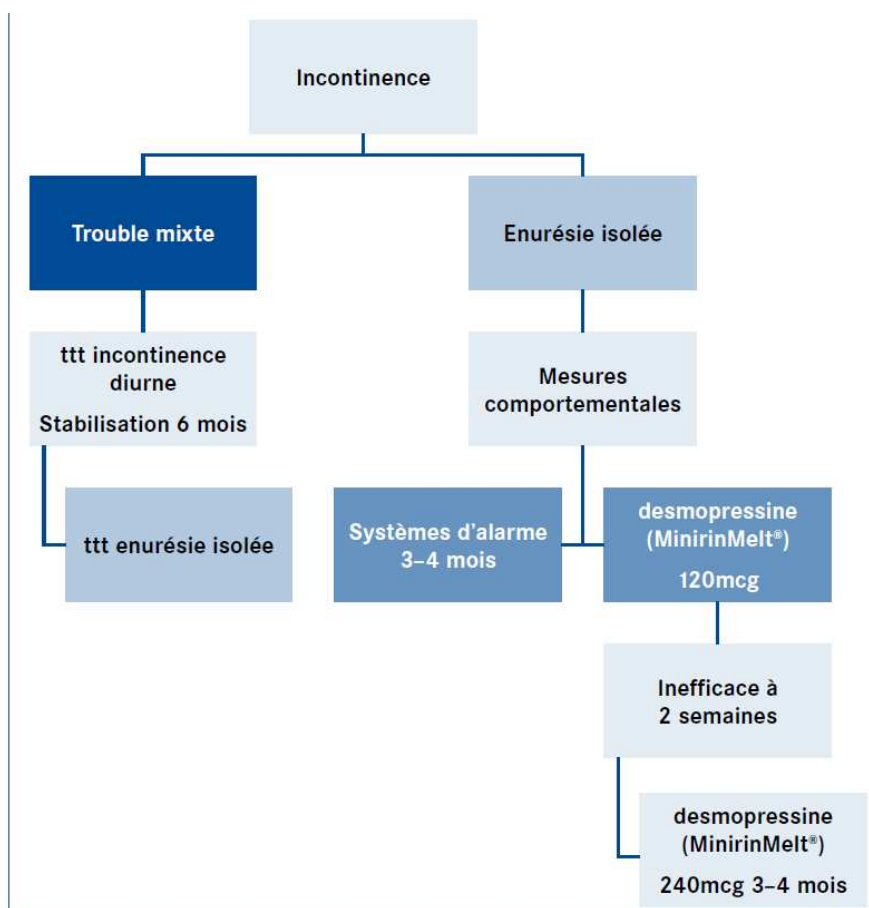 Incontinence
Trouble mixte
Enurésie isolée
ttt incontinence
diurne
Stabilisation 6 mois
Mesures
comportementales
ttt enurésie isolée
Systèmes d'alarme
3–4 mois
desmopressine
(MinirinMelt®)
120mcg
Inefficace à
2 semaines
desmopressine
(MinirinMelt®)
240mcg 3–4 mois